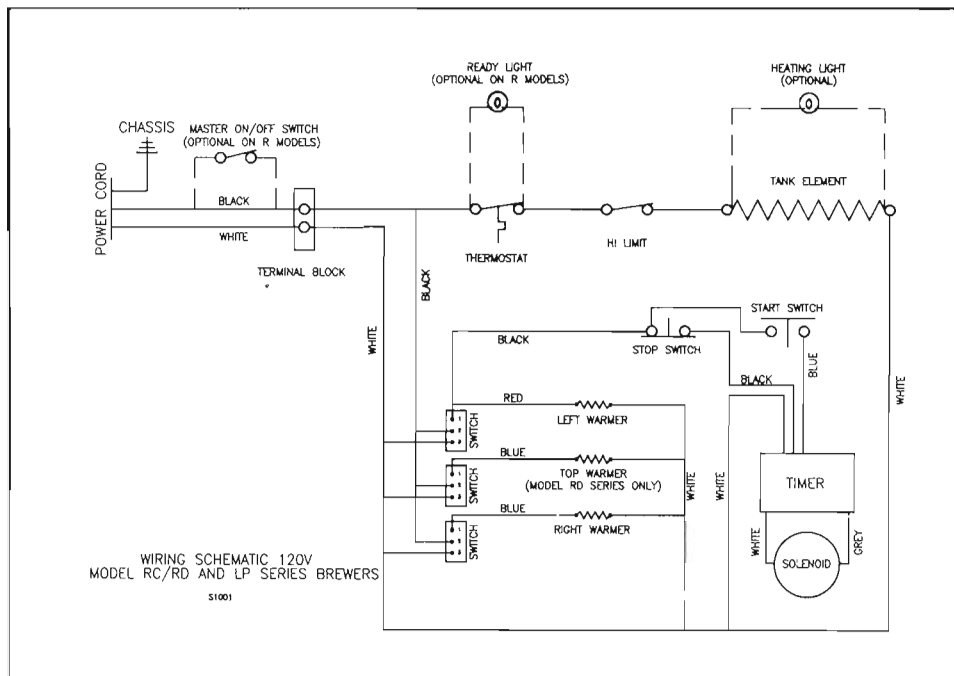 READY LIGHT
(OPTIONAL ON R MODELS)
HEATING LIGHT
(OPTIONAL)
CHASSIS
MASTER ON/OFF SWITCH
(OPTIONAL ON R MODELS)
POWER CORD
BLACK
WHITE
TERMINAL BLOCK
THERMOSTAT
HI LIMIT
TANK ELEMENT
BLACK
WHITE
BLACK
STOP SWITCH
START SWITCH
BLACK
BLUE
WHITE
RED
LEFT WARMER
SWITCH
BLUE
TOP WARMER
(MODEL RD SERIES ONLY)
SWITCH
BLUE
RIGHT WARMER
SWITCH
WHITE
WHITE
TIMER
WHITE
GREY
SOLENOID
WIRING SCHEMATIC 120V
MODEL RC/RD AND LP SERIES BREWERS
S1001